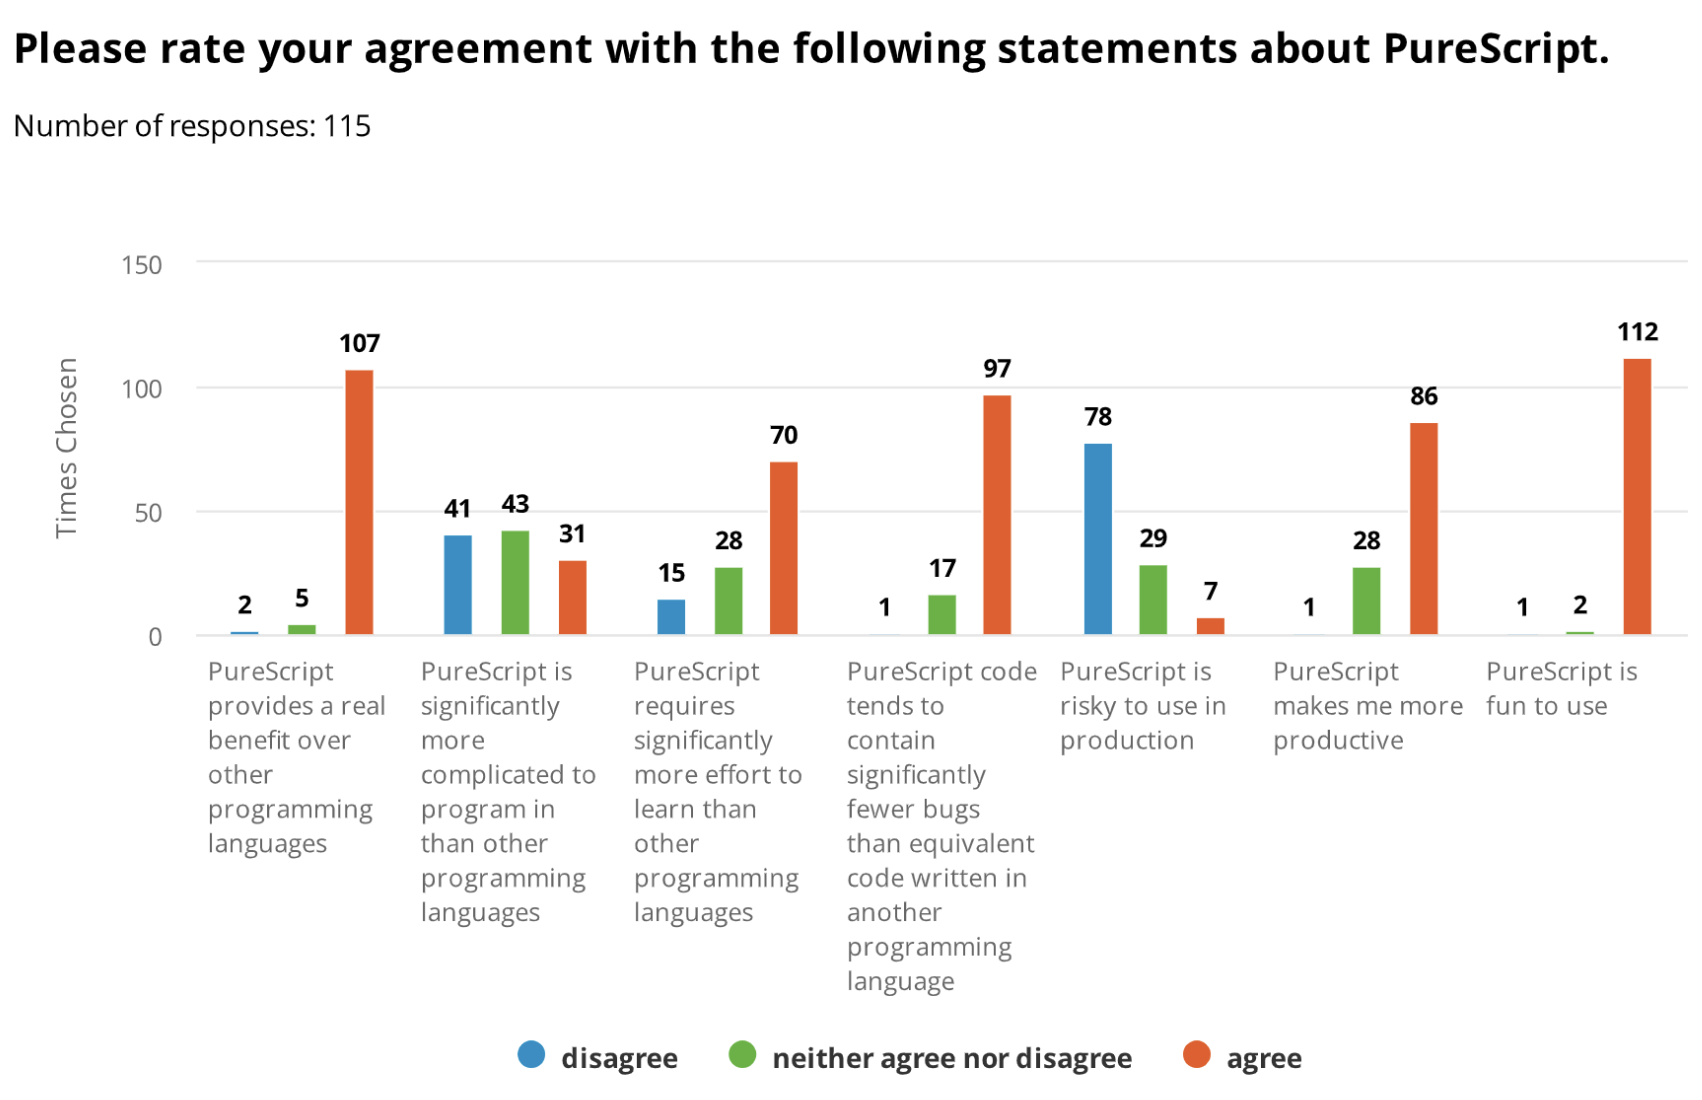 Please rate your agreement with the following statements about PureScript.
Number of responses: 115
Times Chosen
150
100
50
0
2
5
107
41
43
31
15
28
70
1
17
97
78
29
7
1
28
86
1
2
112
PureScript
provides a real
benefit over
other
programming
languages
PureScript is
significantly
more
complicated to
program in
than other
programming
languages
PureScript
requires
significantly
more effort to
learn than
other
programming
languages
PureScript code
tends to
contain
significantly
fewer bugs
than equivalent
code written in
another
programming
language
PureScript is
risky to use in
production
PureScript
makes me more
productive
PureScript is
fun to use
disagree
neither agree nor disagree
agree